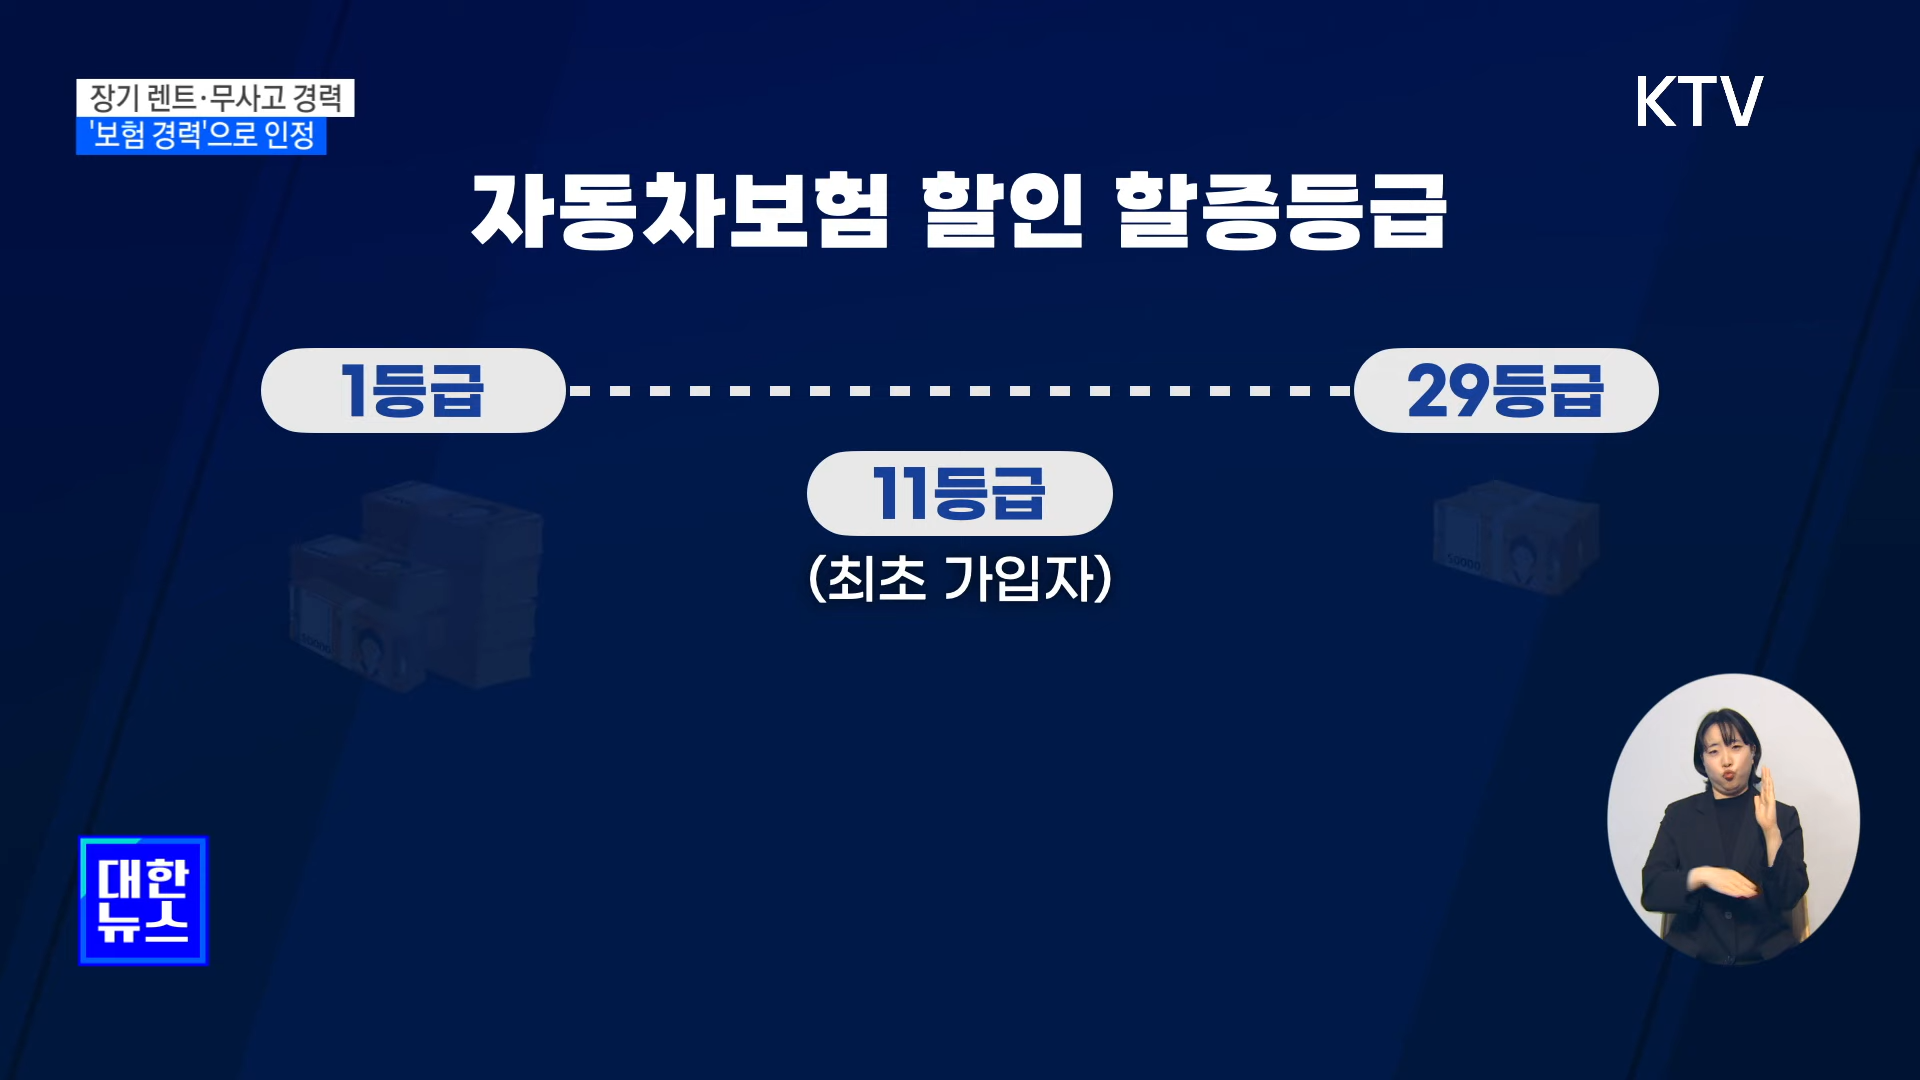 장기 렌트·무사고 경력
'보험 경력'으로 인정
KTV
자동차보험 할인 할증등급
1등급
29등급
11등급
(최초 가입자)
50000
50000
대한
뉴스